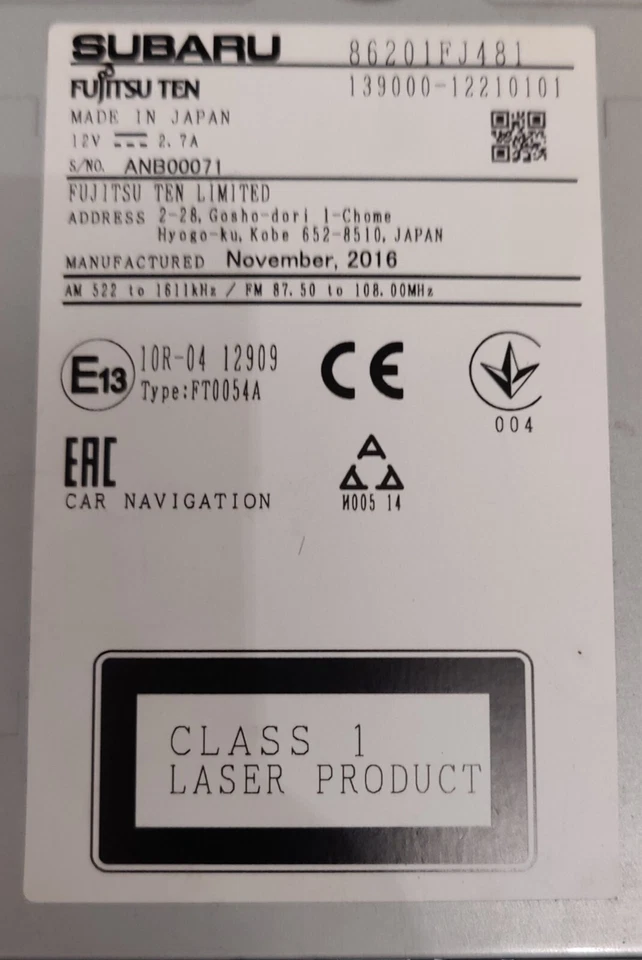 SUBARU 86201FJ481
FUJITSU TEN 139000-12210101
MADE IN JAPAN
12V 2.7A
S/NO. ANB00071
FUJITSU TEN LIMITED
ADDRESS 2-28, Gosho-dori 1-Chome
Hyogo-ku, Kobe 652-8510, JAPAN
MANUFACTURED November, 2016
AM 522 to 1611kHz / FM 87.50 to 108.00MHz
E13 10R-04 12909
Type:FT0054A
CE
004
EAC
CAR NAVIGATION
И005 14
CLASS 1
LASER PRODUCT